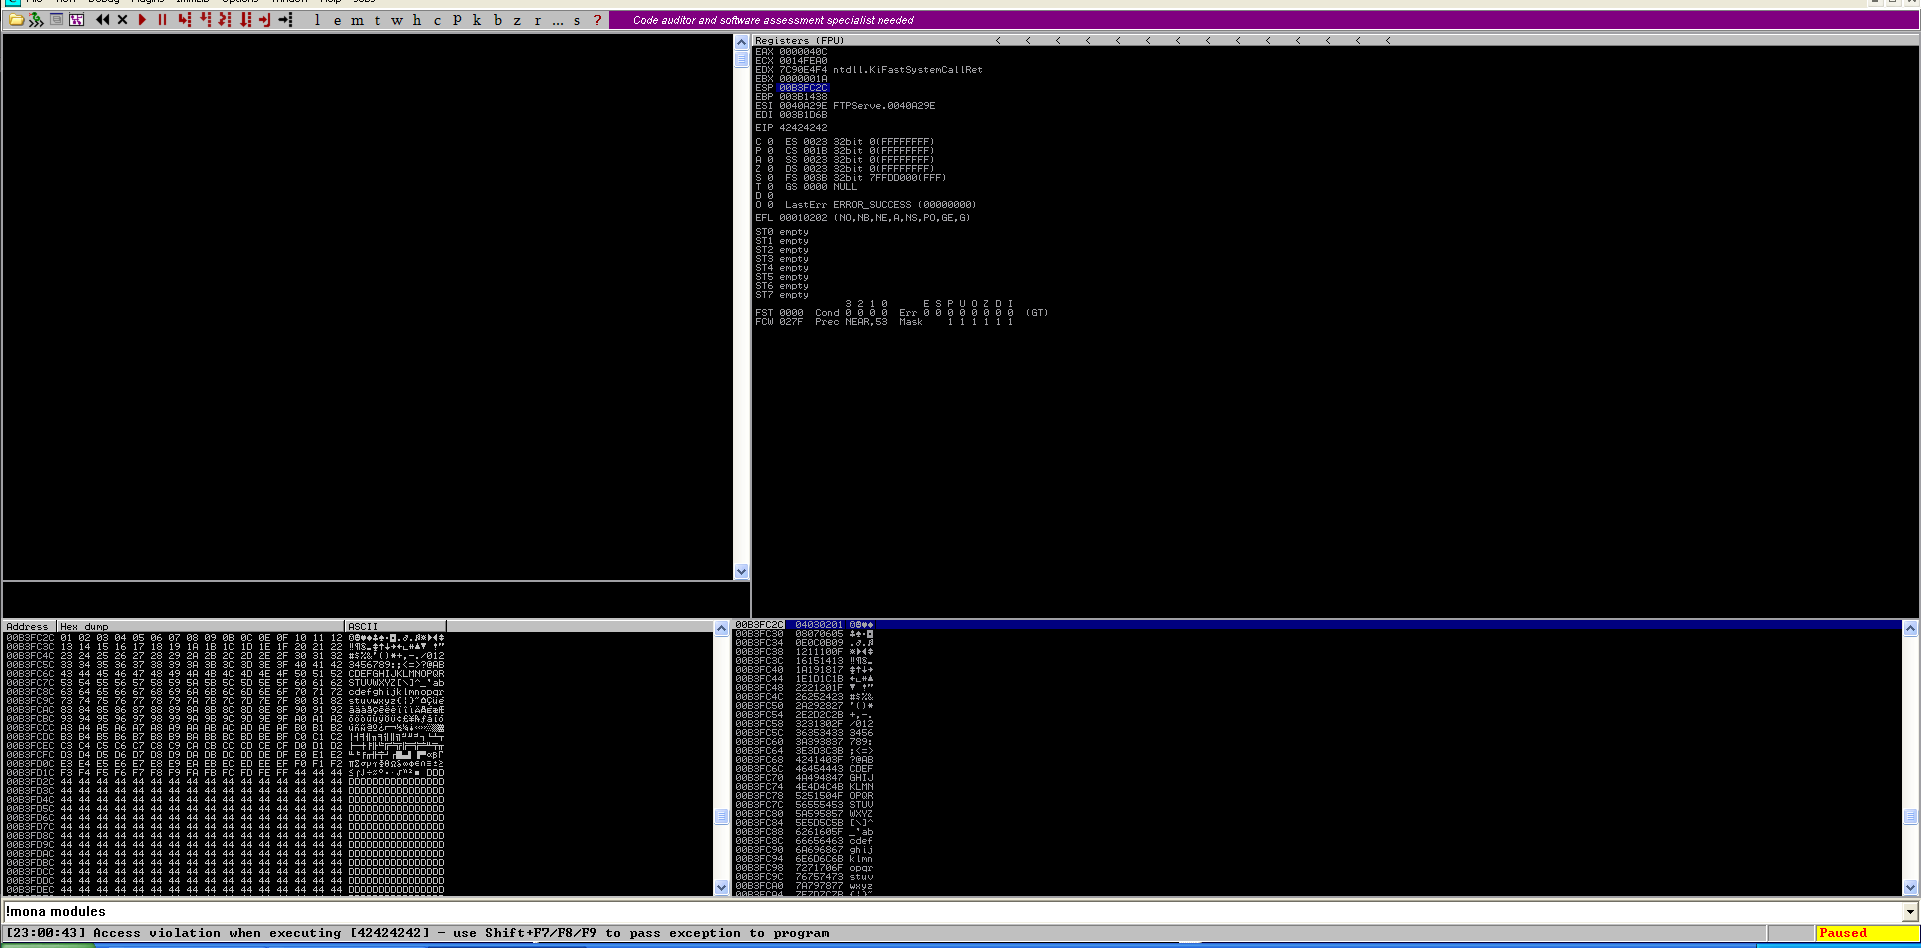 l e m t w h c p k b z r ... s ? Code auditor and software assessment specialist needed
Registers (FPU) < < < < < < < < < < < < < <
EAX 0000040C
ECX 0014FEA0
EDX 7C90E4F4 ntdll.KiFastSystemCallRet
EBX 0000001A
ESP 00B3FC2C
EBP 003B1438
ESI 0040A29E FTPServe.0040A29E
EDI 003B1D6B
EIP 42424242
C 0 ES 0023 32bit 0(FFFFFFFF)
P 0 CS 001B 32bit 0(FFFFFFFF)
A 0 SS 0023 32bit 0(FFFFFFFF)
Z 0 DS 0023 32bit 0(FFFFFFFF)
S 0 FS 003B 32bit 7FFDD000(FFF)
T 0 GS 0000 NULL
D 0
O 0 LastErr ERROR_SUCCESS (00000000)
EFL 00010202 (NO,NB,NE,A,NS,PO,GE,G)
ST0 empty
ST1 empty
ST2 empty
ST3 empty
ST4 empty
ST5 empty
ST6 empty
ST7 empty
3 2 1 0 E S P U O Z D I
FST 0000 Cond 0 0 0 0 Err 0 0 0 0 0 0 0 0 (GT)
FCW 027F Prec NEAR,53 Mask 1 1 1 1 1 1
Address Hex dump ASCII
00B3FC2C 01 02 03 04 05 06 07 08 09 0B 0C 0E 0F 10 11 12
00B3FC3C 13 14 15 16 17 18 19 1A 1B 1C 1D 1E 1F 20 21 22
00B3FC4C 23 24 25 26 27 28 29 2A 2B 2C 2D 2E 2F 30 31 32 #$%&'()*+,-./012
00B3FC5C 33 34 35 36 37 38 39 3A 3B 3C 3D 3E 3F 40 41 42 3456789:;<=>?@AB
00B3FC6C 43 44 45 46 47 48 49 4A 4B 4C 4D 4E 4F 50 51 52 CDEFGHIJKLMNOPQR
00B3FC7C 53 54 55 56 57 58 59 5A 5B 5C 5D 5E 5F 60 61 62 STUVWXYZ[\]^_`ab
00B3FC8C 63 64 65 66 67 68 69 6A 6B 6C 6D 6E 6F 70 71 72 cdefghijklmnopqr
00B3FC9C 73 74 75 76 77 78 79 7A 7B 7C 7D 7E 7F 80 81 82
00B3FCAC 83 84 85 86 87 88 89 8A 8B 8C 8D 8E 8F 90 91 92
00B3FCBC 93 94 95 96 97 98 99 9A 9B 9C 9D 9E 9F A0 A1 A2
00B3FCCC A3 A4 A5 A6 A7 A8 A9 AA AB AC AD AE AF B0 B1 B2
00B3FCDC B3 B4 B5 B6 B7 B8 B9 BA BB BC BD BE BF C0 C1 C2
00B3FCEC C3 C4 C5 C6 C7 C8 C9 CA CB CC CD CE CF D0 D1 D2
00B3FCFC D3 D4 D5 D6 D7 D8 D9 DA DB DC DD DE DF E0 E1 E2
00B3FD0C E3 E4 E5 E6 E7 E8 E9 EA EB EC ED EE EF F0 F1 F2
00B3FD1C F3 F4 F5 F6 F7 F8 F9 FA FB FC FD FE FF 44 44 44
00B3FD2C 44 44 44 44 44 44 44 44 44 44 44 44 44 44 44 44 DDDDDDDDDDDDDDDD
00B3FD3C 44 44 44 44 44 44 44 44 44 44 44 44 44 44 44 44 DDDDDDDDDDDDDDDD
00B3FD4C 44 44 44 44 44 44 44 44 44 44 44 44 44 44 44 44 DDDDDDDDDDDDDDDD
00B3FD5C 44 44 44 44 44 44 44 44 44 44 44 44 44 44 44 44 DDDDDDDDDDDDDDDD
00B3FD6C 44 44 44 44 44 44 44 44 44 44 44 44 44 44 44 44 DDDDDDDDDDDDDDDD
00B3FD7C 44 44 44 44 44 44 44 44 44 44 44 44 44 44 44 44 DDDDDDDDDDDDDDDD
00B3FD8C 44 44 44 44 44 44 44 44 44 44 44 44 44 44 44 44 DDDDDDDDDDDDDDDD
00B3FD9C 44 44 44 44 44 44 44 44 44 44 44 44 44 44 44 44 DDDDDDDDDDDDDDDD
00B3FDAC 44 44 44 44 44 44 44 44 44 44 44 44 44 44 44 44 DDDDDDDDDDDDDDDD
00B3FDBC 44 44 44 44 44 44 44 44 44 44 44 44 44 44 44 44 DDDDDDDDDDDDDDDD
00B3FDCC 44 44 44 44 44 44 44 44 44 44 44 44 44 44 44 44 DDDDDDDDDDDDDDDD
00B3FDDC 44 44 44 44 44 44 44 44 44 44 44 44 44 44 44 44 DDDDDDDDDDDDDDDD
00B3FDEC 44 44 44 44 44 44 44 44 44 44 44 44 44 44 44 44 DDDDDDDDDDDDDDDD
00B3FC2C 04030201
00B3FC30 08070605
00B3FC34 0E0C0B09
00B3FC38 1211100F
00B3FC3C 16151413
00B3FC40 1A191817
00B3FC44 1E1D1C1B
00B3FC48 2221201F
00B3FC4C 26252423 #$%&
00B3FC50 2A292827 '()*
00B3FC54 2E2D2C2B +,-.
00B3FC58 3231302F /012
00B3FC5C 36353433 3456
00B3FC60 3A393837 789:
00B3FC64 3E3D3C3B ;<=>
00B3FC68 4241403F ?@AB
00B3FC6C 46454443 CDEF
00B3FC70 4A494847 GHIJ
00B3FC74 4E4D4C4B KLMN
00B3FC78 5251504F OPQR
00B3FC7C 56555453 STUV
00B3FC80 5A595857 WXYZ
00B3FC84 5E5D5C5B [\]^
00B3FC88 6261605F _`ab
00B3FC8C 66656463 cdef
00B3FC90 6A696867 ghij
00B3FC94 6E6D6C6B klmn
00B3FC98 7271706F opqr
00B3FC9C 76757473 stuv
00B3FCA0 7A797877 wxyz
00B3FCA4 7E7D7C7B {|}~
!mona modules
[23:00:43] Access violation when executing [42424242] - use Shift+F7/F8/F9 to pass exception to program
Paused